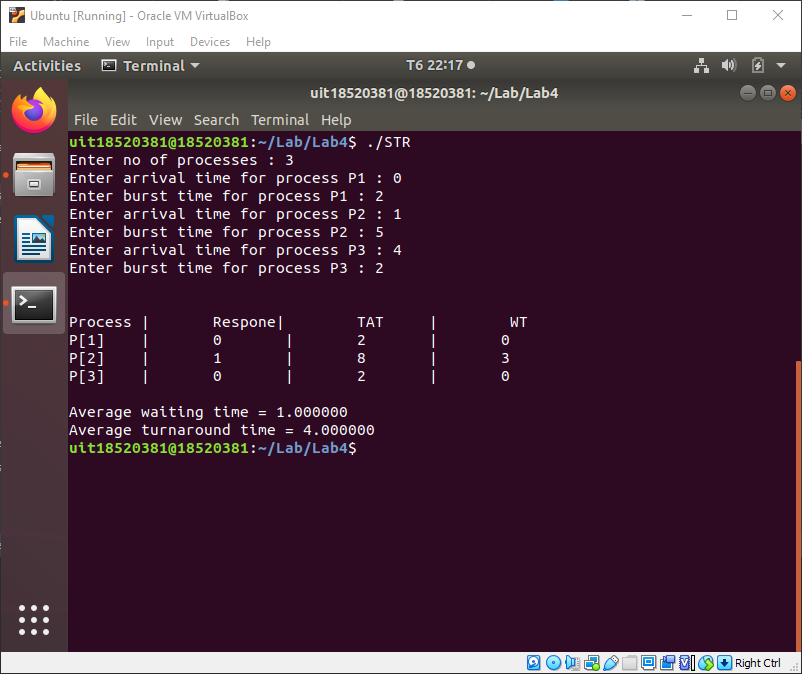 Ubuntu [Running] - Oracle VM VirtualBox
File Machine View Input Devices Help
Activities Terminal T6 22:17
uit18520381@18520381: ~/Lab/Lab4
File Edit View Search Terminal Help
uit18520381@18520381:~/Lab/Lab4$ ./STR
Enter no of processes : 3
Enter arrival time for process P1 : 0
Enter burst time for process P1 : 2
Enter arrival time for process P2 : 1
Enter burst time for process P2 : 5
Enter arrival time for process P3 : 4
Enter burst time for process P3 : 2
Process | Respone| TAT | WT
P[1] | 0 | 2 | 0
P[2] | 1 | 8 | 3
P[3] | 0 | 2 | 0
Average waiting time = 1.000000
Average turnaround time = 4.000000
uit18520381@18520381:~/Lab/Lab4$
Right Ctrl